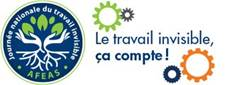 Journée nationale du travail invisible
AFEAS
Le travail invisible,
ça compte !